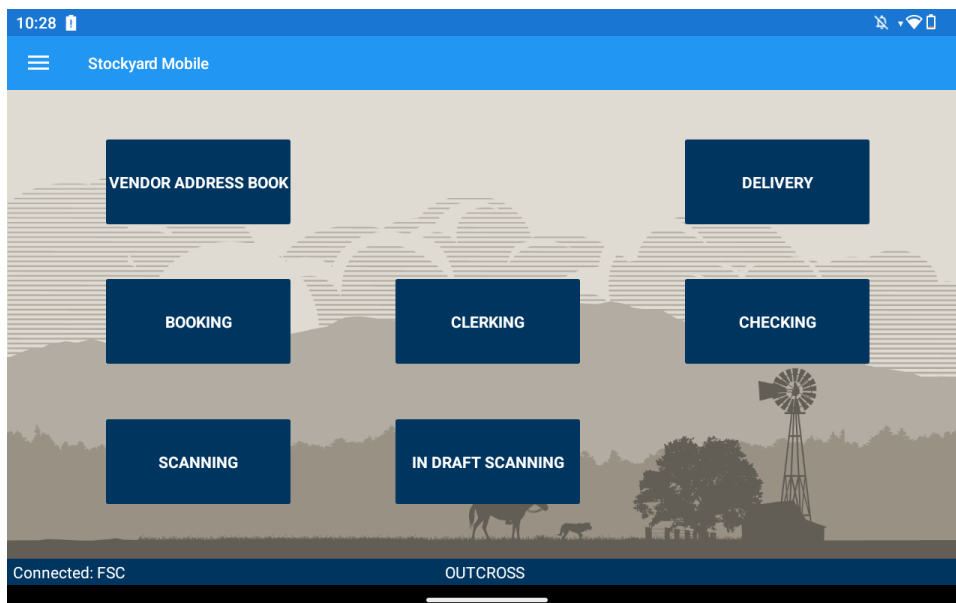 10:28
Stockyard Mobile
VENDOR ADDRESS BOOK
DELIVERY
BOOKING
CLERKING
CHECKING
SCANNING
IN DRAFT SCANNING
Connected: FSC
OUTCROSS